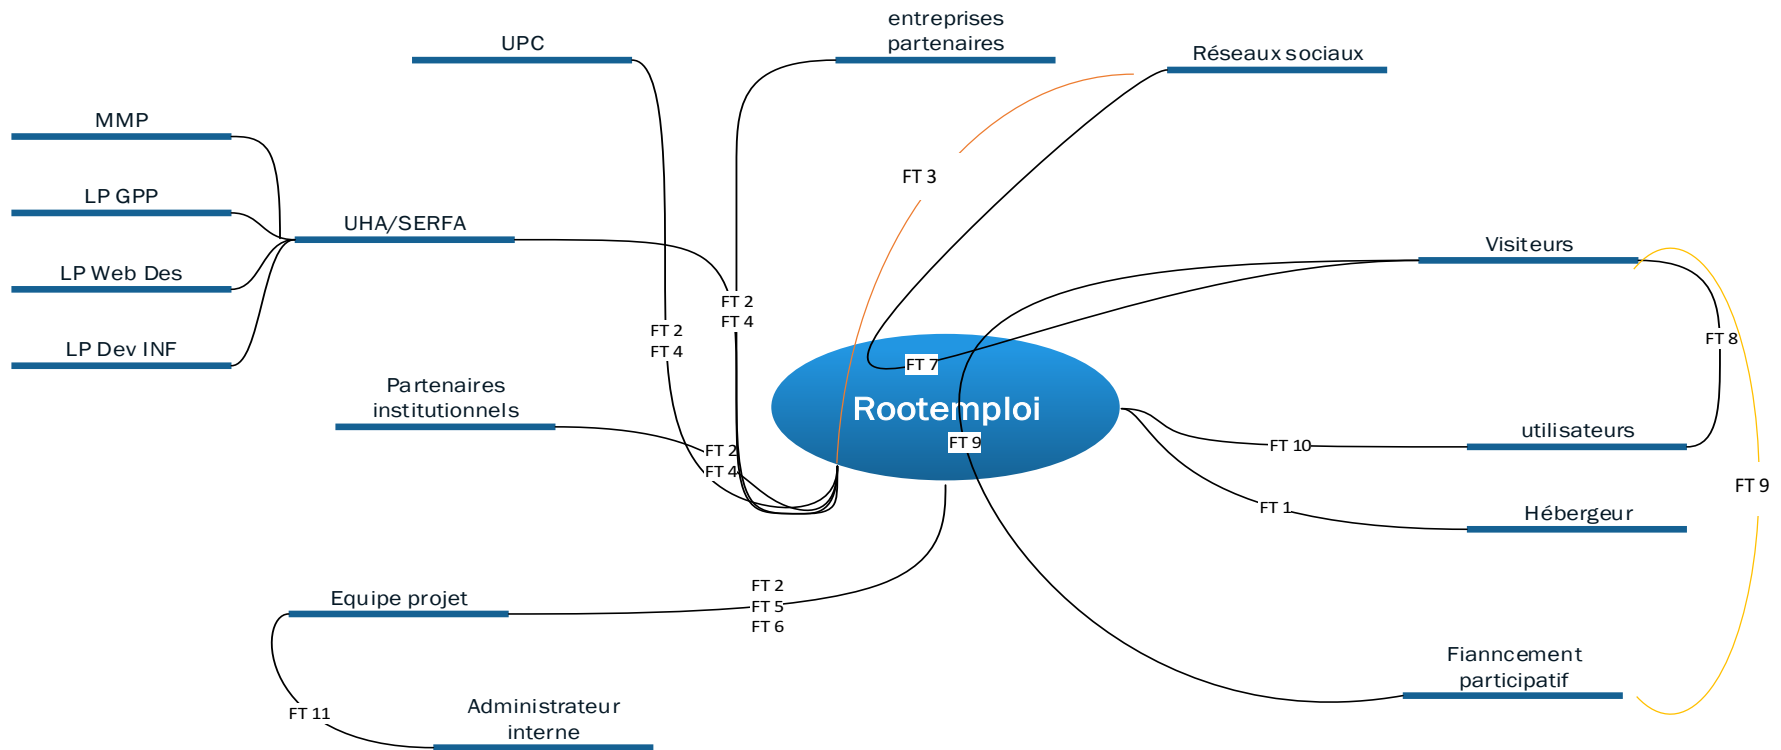 entreprises
partenaires
UPC
Réseaux sociaux
MMP
FT 3
LP GPP
UHA/SERFA
Visiteurs
LP Web Des
FT 2
FT 4
FT 2
FT 4
FT 8
LP Dev INF
FT 7
Partenaires
institutionnels
Rootemploi
utilisateurs
FT 9
FT 10
FT 2
FT 4
FT 9
FT 1
Hébergeur
FT 2
FT 5
FT 6
Equipe projet
Fianncement
participatif
FT 11
Administrateur
interne